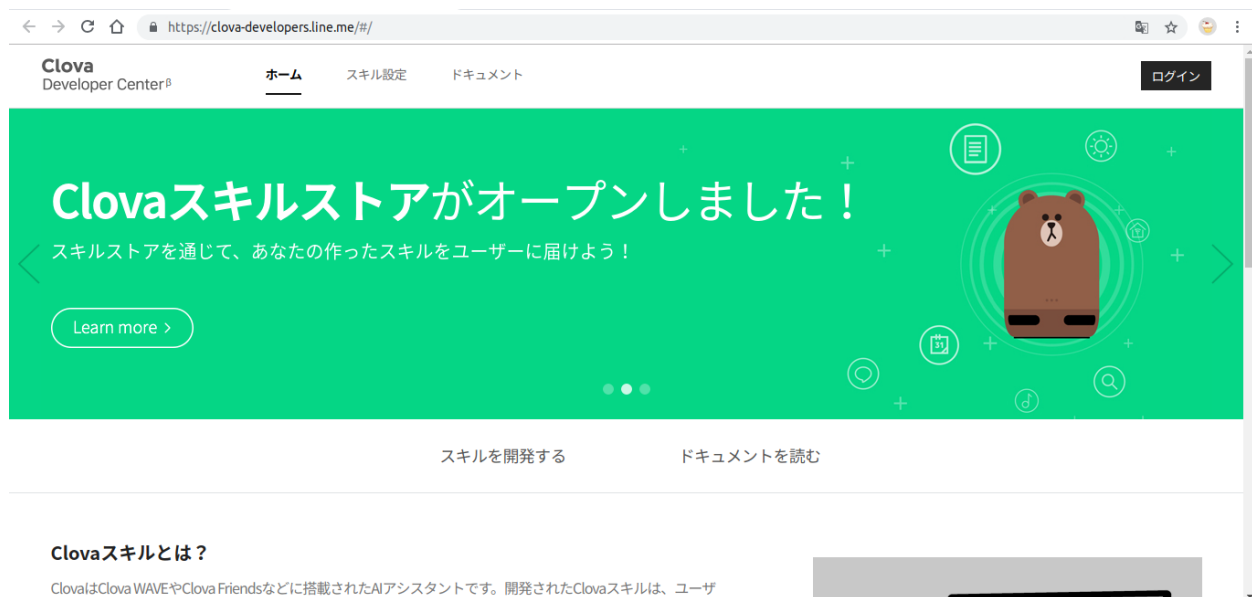 https://clova-developers.line.me/#/
Clova
Developer Centerβ
ホーム
スキル設定
ドキュメント
ログイン
Clovaスキルストアがオープンしました！
スキルストアを通じて、あなたの作ったスキルをユーザーに届けよう！
Learn more >
31
スキルを開発する
ドキュメントを読む
Clovaスキルとは？
ClovaはClova WAVEやClova Friendsなどに搭載されたAIアシスタントです。開発されたClovaスキルは、ユーザ